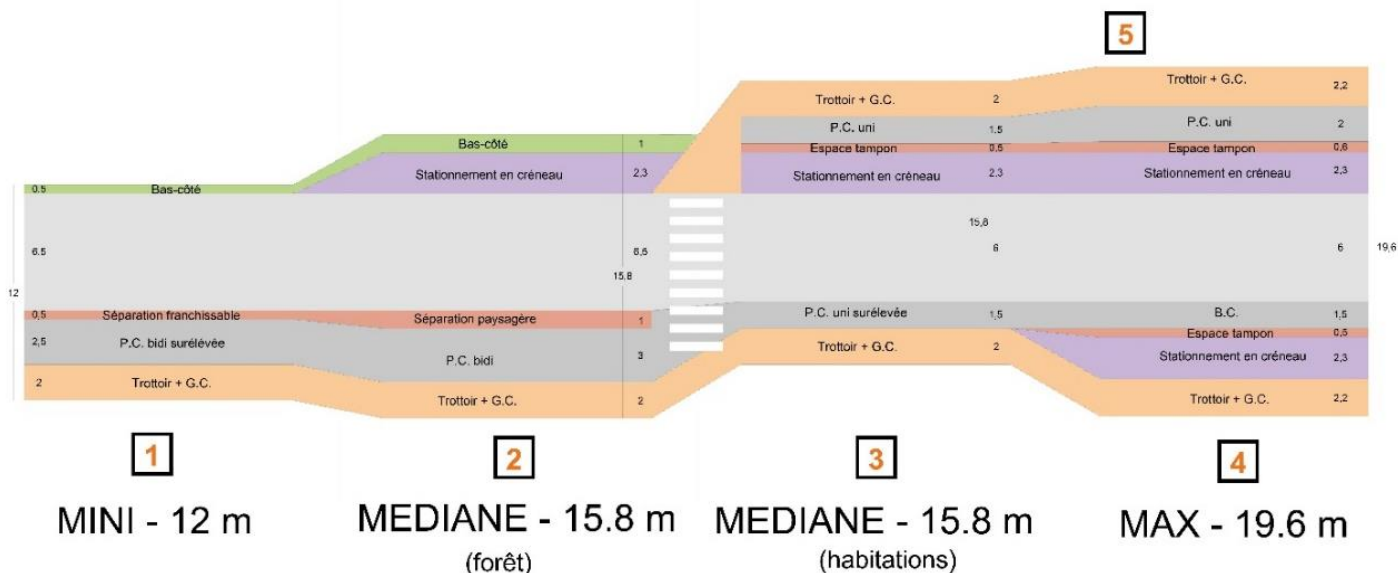 5
Trottoir + G.C. 2,2
Trottoir + G.C. 2
P.C. uni 2
P.C. uni 1.5
Bas-côté 1
Espace tampon 0.5
Espace tampon 0,6
Stationnement en créneau 2.3
Stationnement en créneau 2.3
Stationnement en créneau 2,3
0.5 Bas-côté
15,8
6.5
6,5
6
6
19,6
15,8
12
0,5 Séparation franchissable
Séparation paysagère 1
P.C. uni surélevée 1,5
B.C. 1,5
Espace tampon 0,5
2,5 P.C. bidi surélévée
P.C. bidi 3
Trottoir + G.C. 2
Stationnement en créneau 2,3
2 Trottoir + G.C.
Trottoir + G.C. 2
Trottoir + G.C. 2,2
1
2
3
4
MINI - 12 m
MEDIANE - 15.8 m
(forêt)
MEDIANE - 15.8 m
(habitations)
MAX - 19.6 m